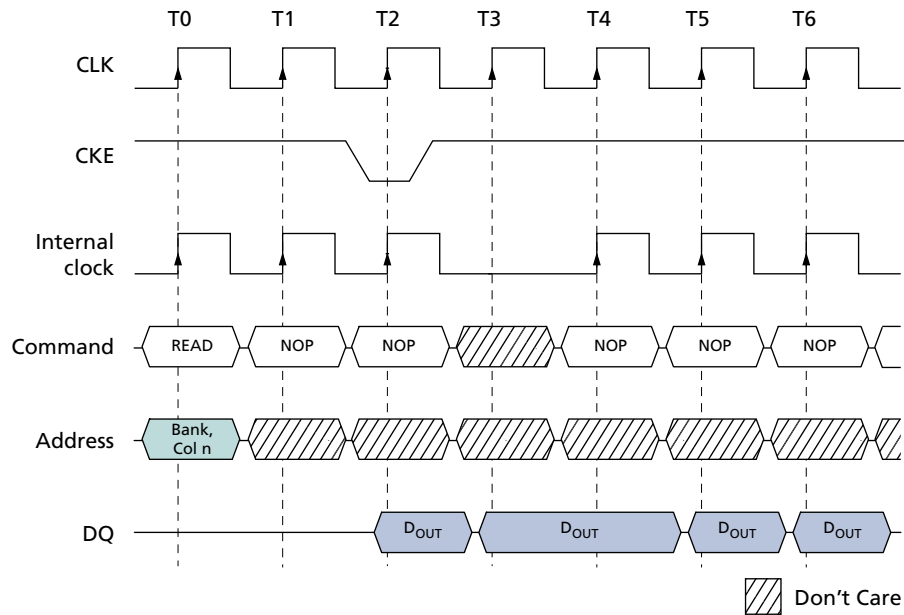 T0 T1 T2 T3 T4 T5 T6
CLK
CKE
Internal
clock
Command READ NOP NOP NOP NOP NOP
Address Bank,
Col n
DQ DOUT DOUT DOUT DOUT
Don't Care